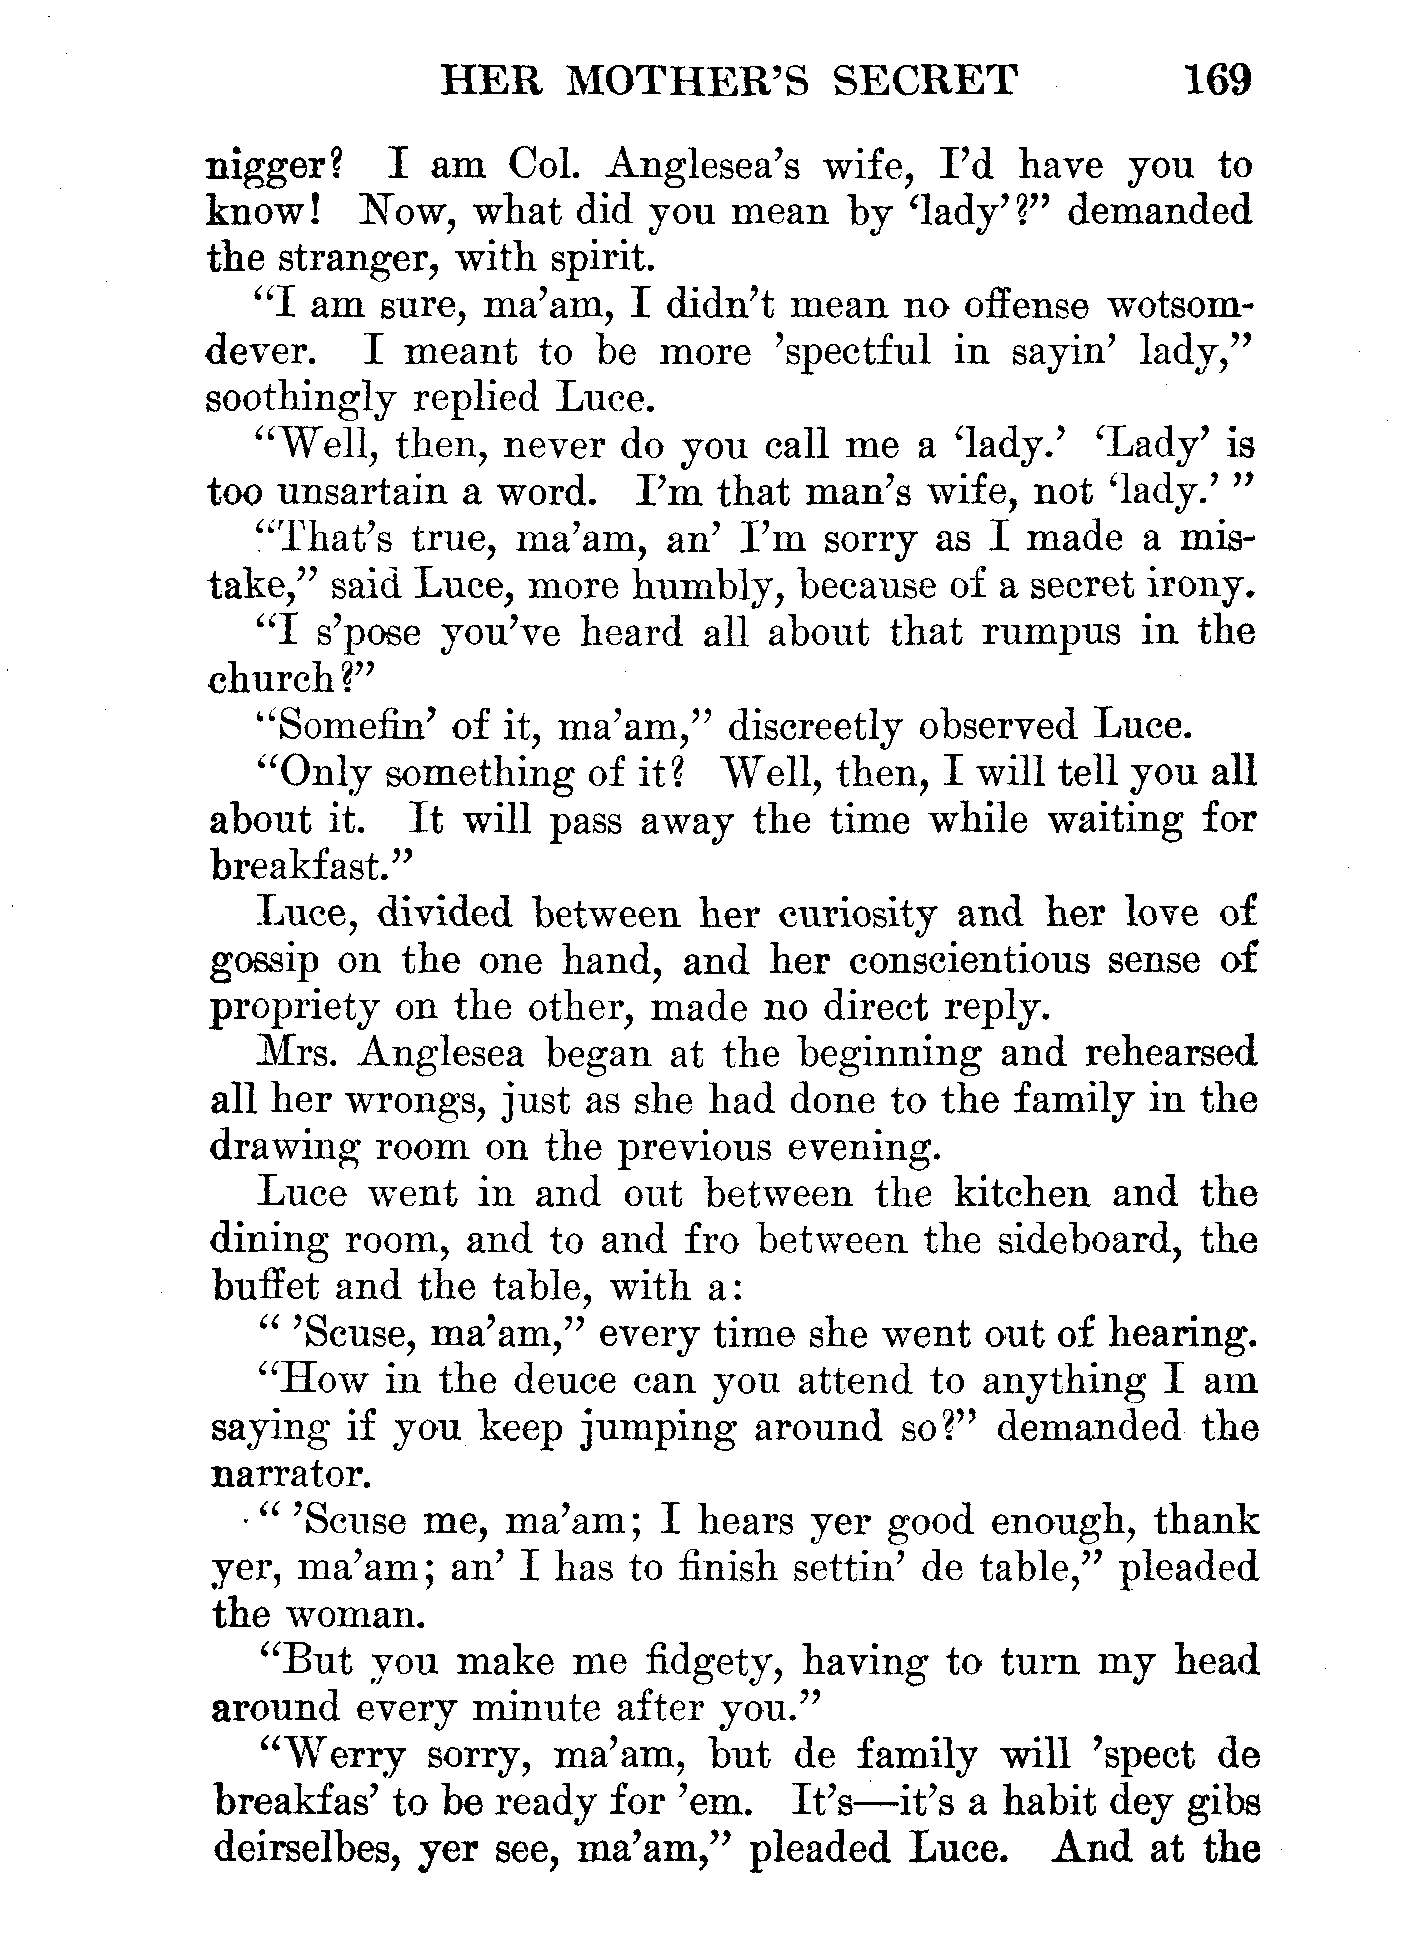 HER MOTHER'S SECRET 169
nigger? I am Col. Anglesea's wife, I'd have you to
know! Now, what did you mean by ‘lady’?” demanded
the stranger, with spirit.
“I am sure, ma’am, I didn’t mean no offense wotsom-
dever. I meant to be more ’spectful in sayin’ lady,”
soothingly replied Luce.
“Well, then, never do you call me a ‘lady.’ ‘Lady’ is
too unsartain a word. I’m that man’s wife, not ‘lady.’ ”
“That’s true, ma’am, an’ I’m sorry as I made a mis-
take,” said Luce, more humbly, because of a secret irony.
“I s’pose you’ve heard all about that rumpus in the
church?”
“Somefin’ of it, ma’am,” discreetly observed Luce.
“Only something of it? Well, then, I will tell you all
about it. It will pass away the time while waiting for
breakfast.”
Luce, divided between her curiosity and her love of
gossip on the one hand, and her conscientious sense of
propriety on the other, made no direct reply.
Mrs. Anglesea began at the beginning and rehearsed
all her wrongs, just as she had done to the family in the
drawing room on the previous evening.
Luce went in and out between the kitchen and the
dining room, and to and fro between the sideboard, the
buffet and the table, with a:
“ ’Scuse, ma’am,” every time she went out of hearing.
“How in the deuce can you attend to anything I am
saying if you keep jumping around so?” demanded the
narrator.
“ ’Scuse me, ma’am; I hears yer good enough, thank
yer, ma’am; an’ I has to finish settin’ de table,” pleaded
the woman.
“But you make me fidgety, having to turn my head
around every minute after you.”
“Werry sorry, ma’am, but de family will ’spect de
breakfas’ to be ready for ’em. It’s—it’s a habit dey gibs
deirselbes, yer see, ma’am,” pleaded Luce. And at the